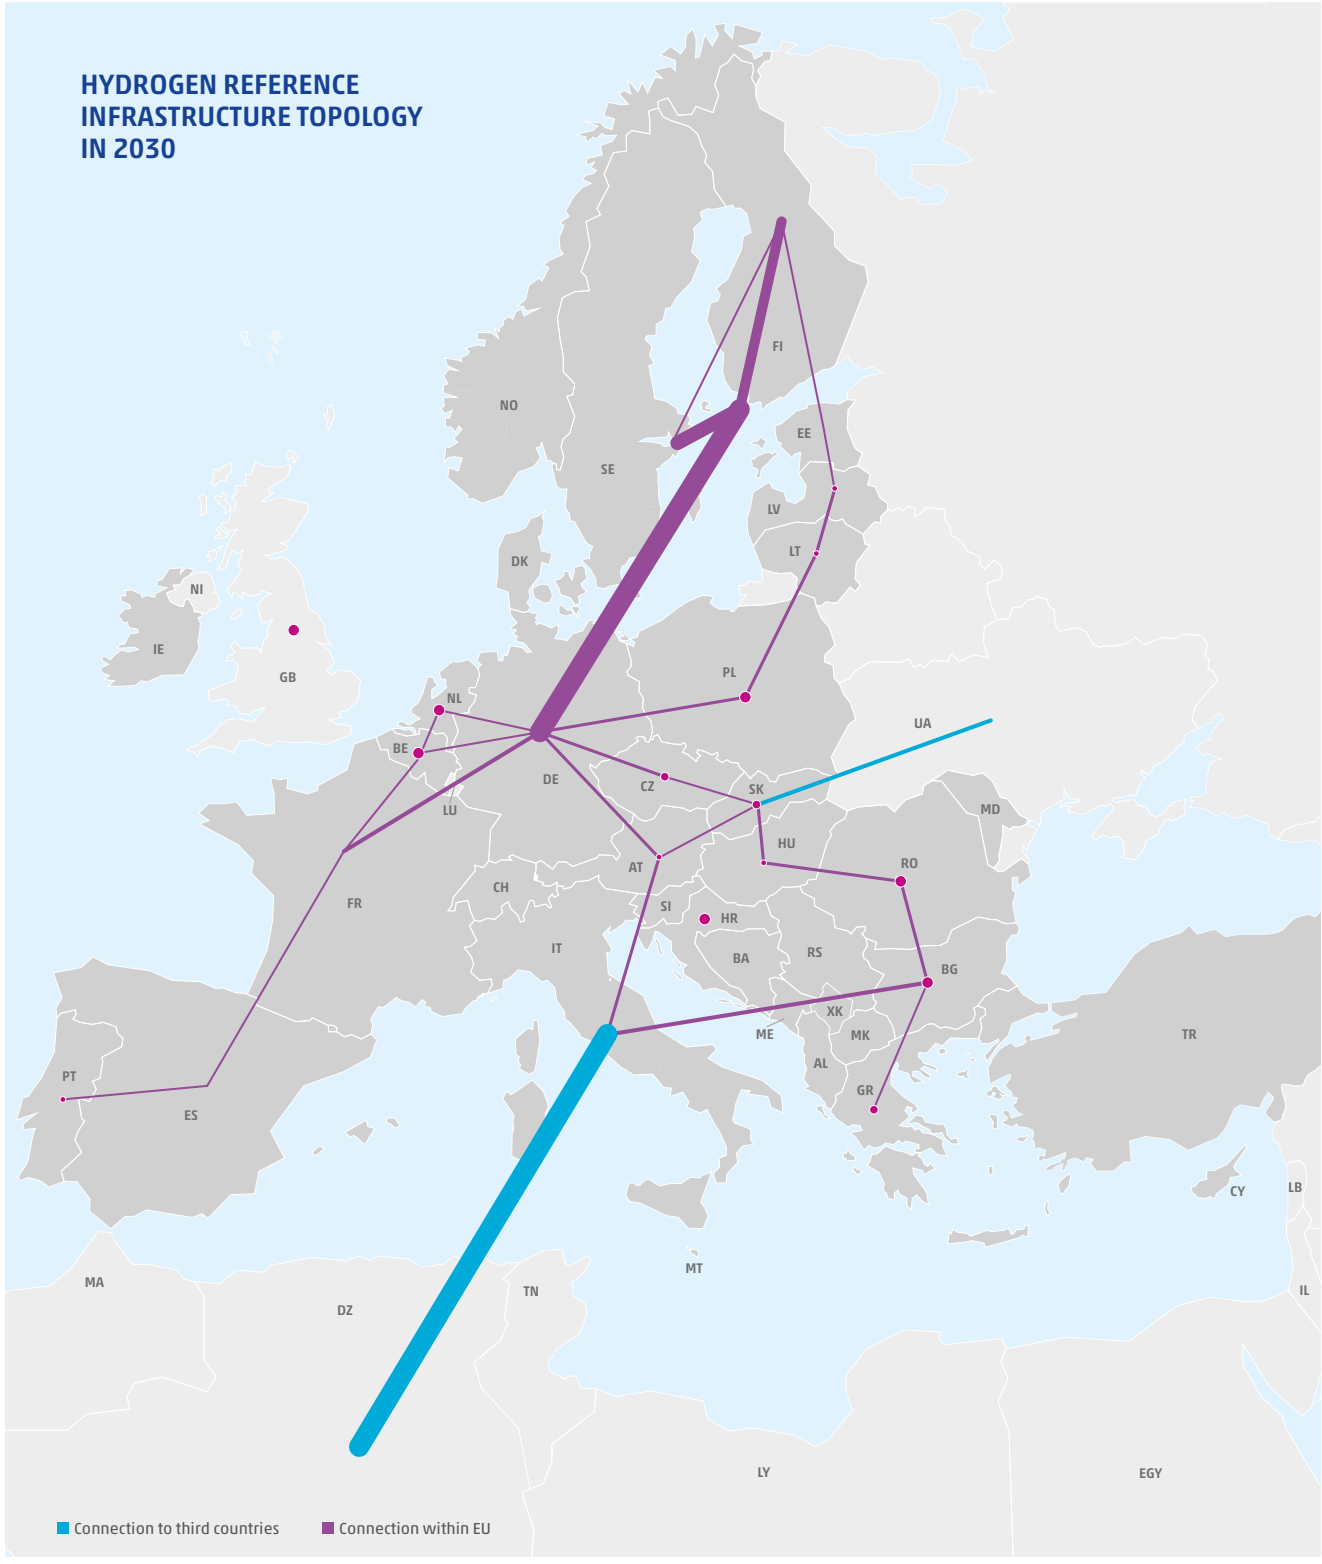 HYDROGEN REFERENCE
INFRASTRUCTURE TOPOLOGY
IN 2030
FI
NO
EE
SE
LV
LT
DK
NI
IE
GB
PL
NL
UA
BE
DE
CZ
SK
LU
MD
HU
RO
AT
CH
FR
SI
HR
IT
BA
RS
BG
XK
ME
MK
TR
PT
AL
GR
ES
CY
LB
MT
MA
TN
IL
DZ
LY
EGY
Connection to third countries
Connection within EU